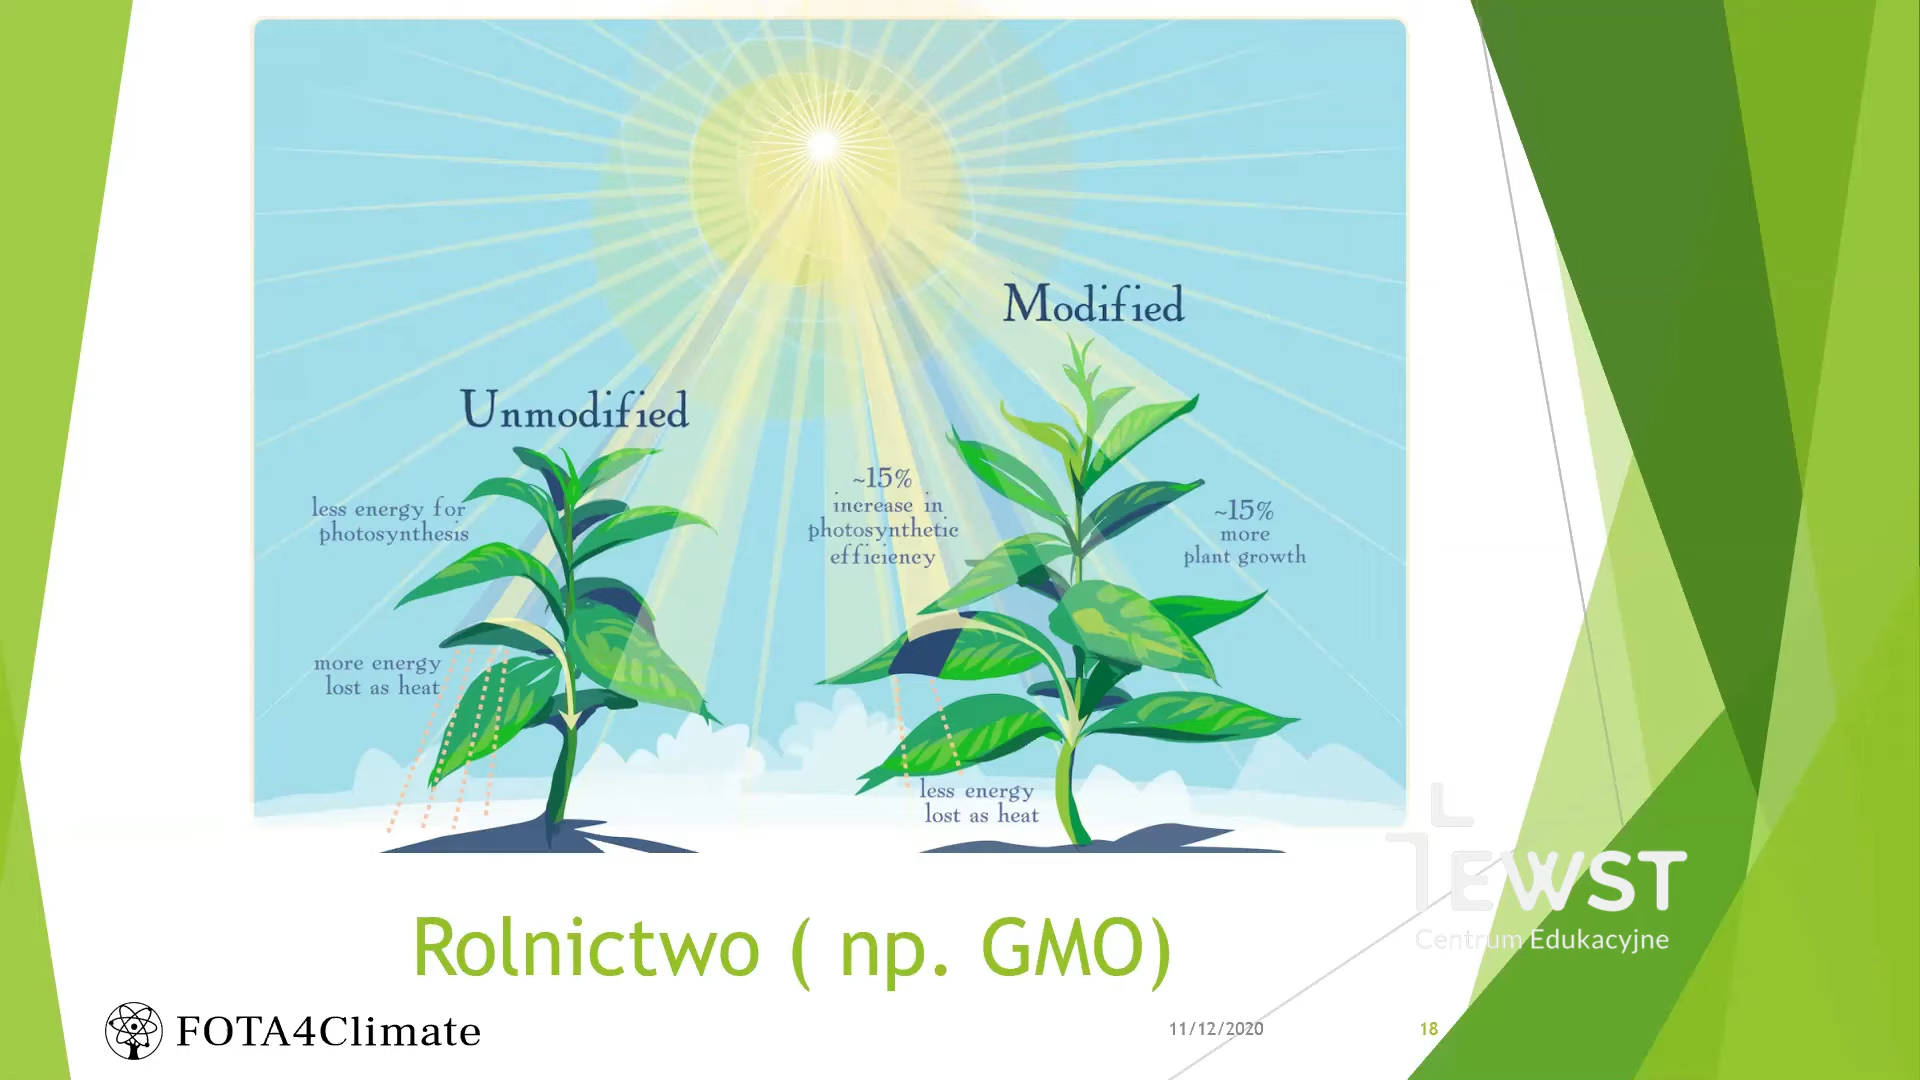 Modified
Unmodified
less energy for
photosynthesis
~15%
increase in
photosynthetic
efficiency
~15%
more
plant growth
more energy
lost as heat
less energy
lost as heat
Rolnictwo ( np. GMO)
TEWST
Centrum Edukacyjne
FOTA4Climate
11/12/2020
18